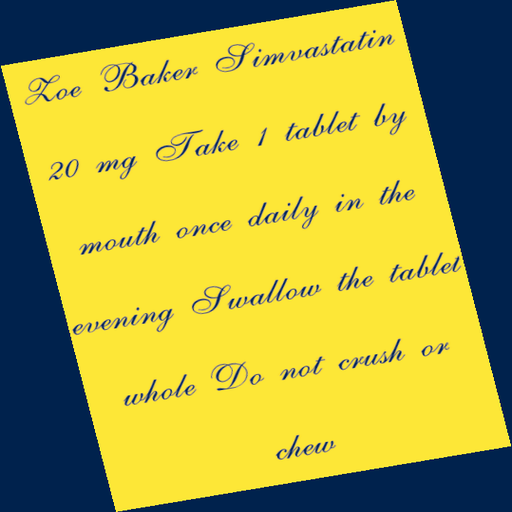 Zoe Baker Simvastatin
20 mg Take 1 tablet by
mouth once daily in the
evening Swallow the tablet
whole Do not crush or
chew